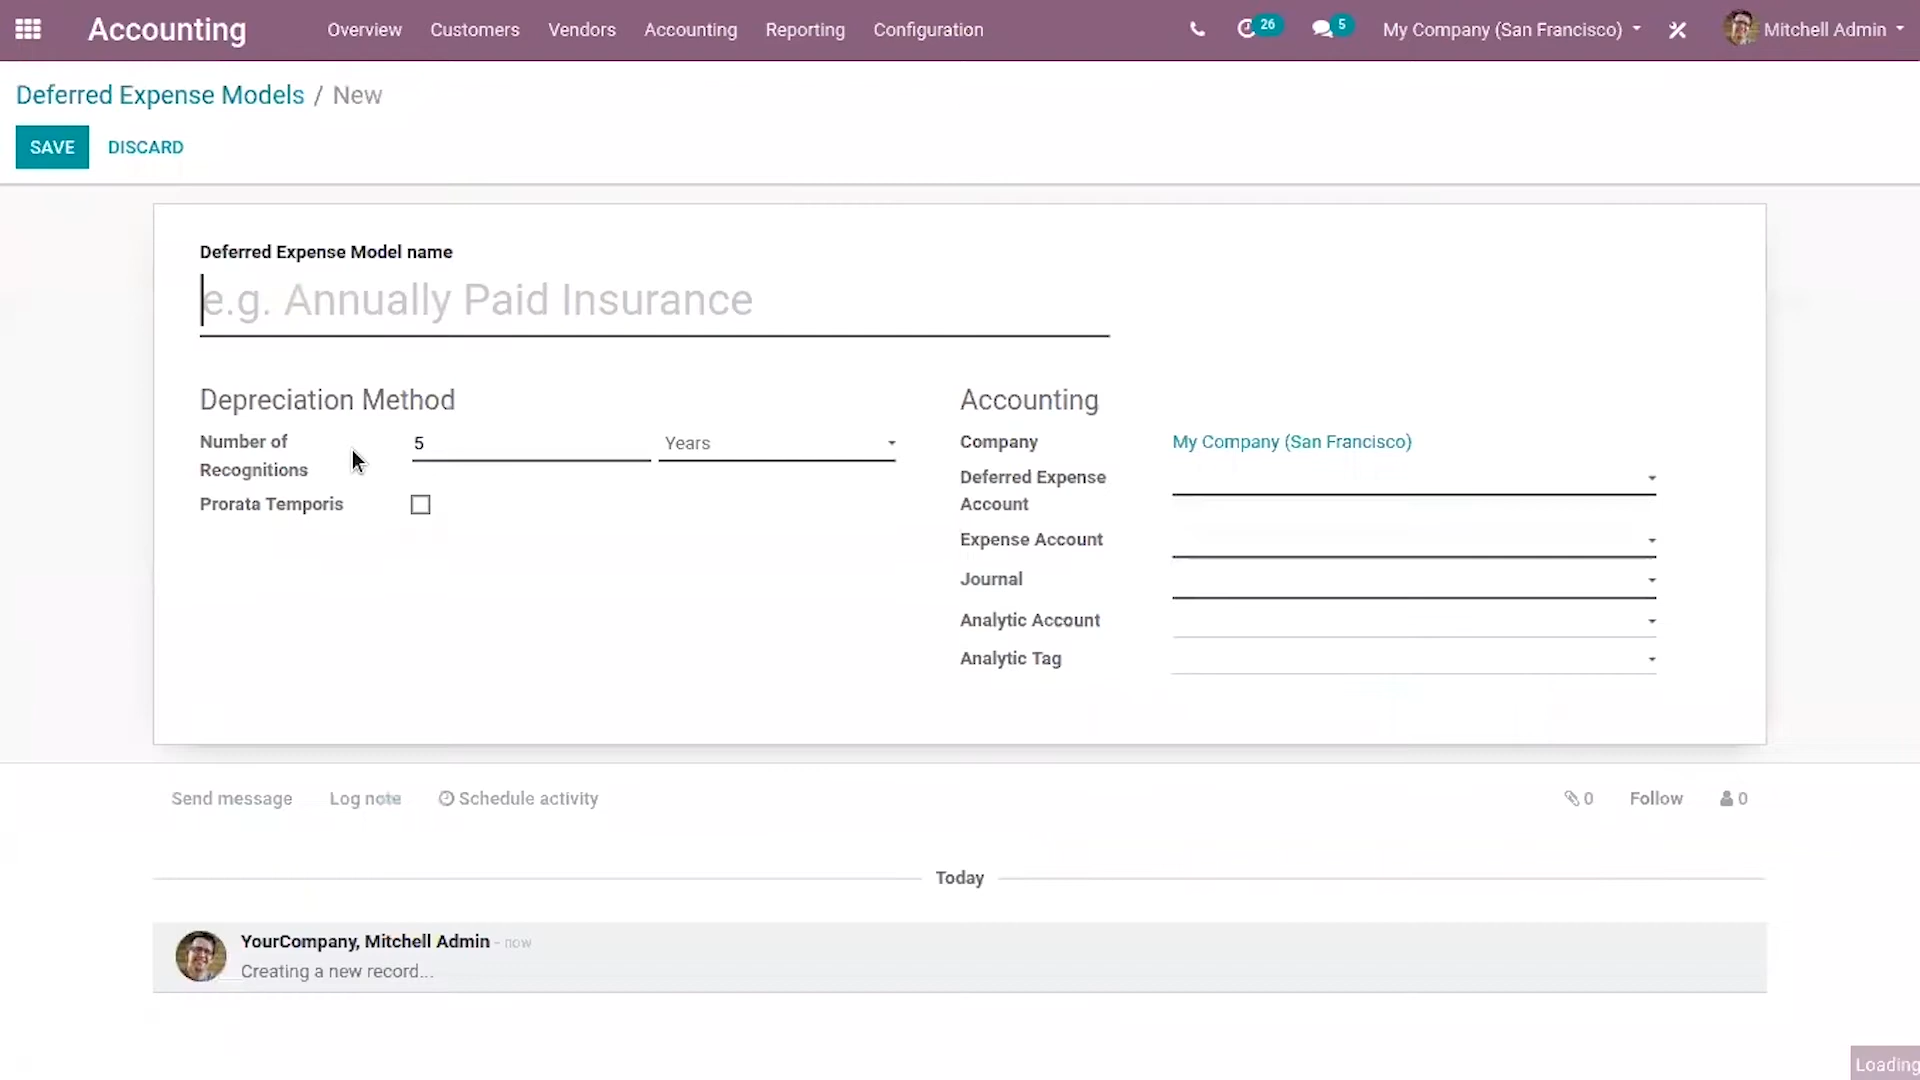 Accounting Overview Customers Vendors Accounting Reporting Configuration 26 5 My Company (San Francisco) Mitchell Admin
Deferred Expense Models / New
SAVE DISCARD
Deferred Expense Model name
e.g. Annually Paid Insurance
Depreciation Method
Number of Recognitions 5 Years
Prorata Temporis
Accounting
Company My Company (San Francisco)
Deferred Expense
Account
Expense Account
Journal
Analytic Account
Analytic Tag
Send message Log note Schedule activity 0 Follow 0
Today
YourCompany, Mitchell Admin - now
Creating a new record...
Loading